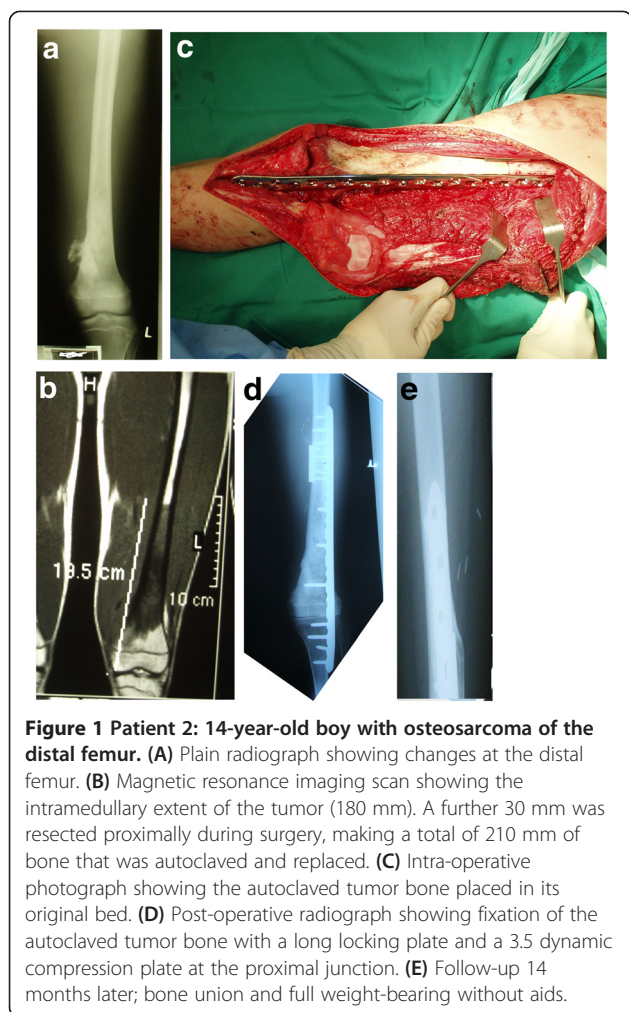 a
c
L
b
H
d
e
L
18.5 cm
10 cm
Figure 1 Patient 2: 14-year-old boy with osteosarcoma of the
distal femur. (A) Plain radiograph showing changes at the distal
femur. (B) Magnetic resonance imaging scan showing the
intramedullary extent of the tumor (180 mm). A further 30 mm was
resected proximally during surgery, making a total of 210 mm of
bone that was autoclaved and replaced. (C) Intra-operative
photograph showing the autoclaved tumor bone placed in its
original bed. (D) Post-operative radiograph showing fixation of the
autoclaved tumor bone with a long locking plate and a 3.5 dynamic
compression plate at the proximal junction. (E) Follow-up 14
months later; bone union and full weight-bearing without aids.